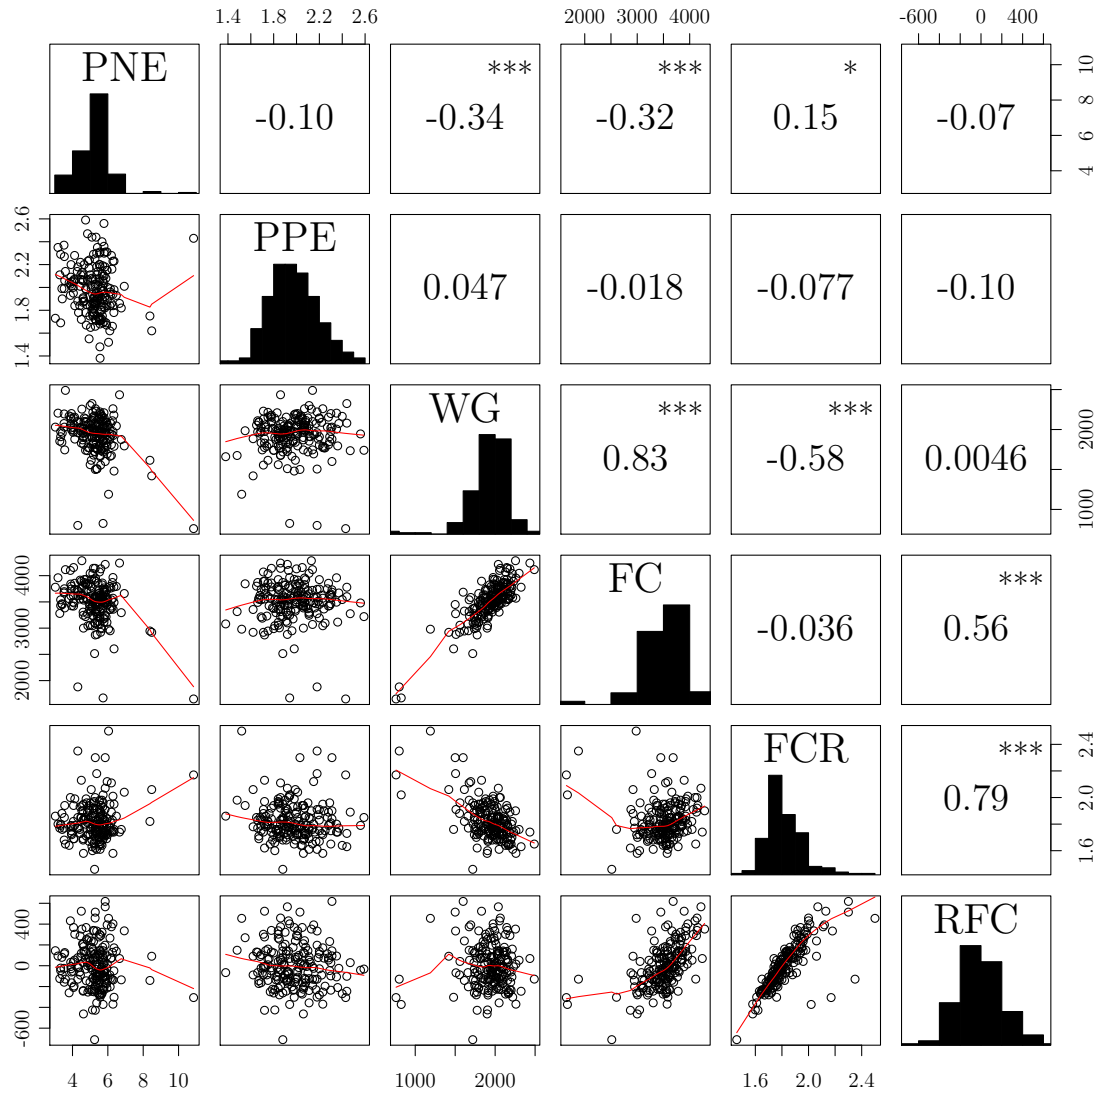 1.4 1.8 2.2 2.6 2000 3000 4000 -600 0 400
PNE *** *** * 10
-0.10 -0.34 -0.32 0.15 -0.07 8
6
4
2.6 PPE
2.2 0.047 -0.018 -0.077 -0.10
1.8
1.4
WG *** *** 2000
0.83 -0.58 0.0046
1000
4000 FC ***
3000 -0.036 0.56
2000
FCR *** 2.4
0.79 2.0
1.6
400 RFC
0
-600
4 6 8 10 1000 2000 1.6 2.0 2.4